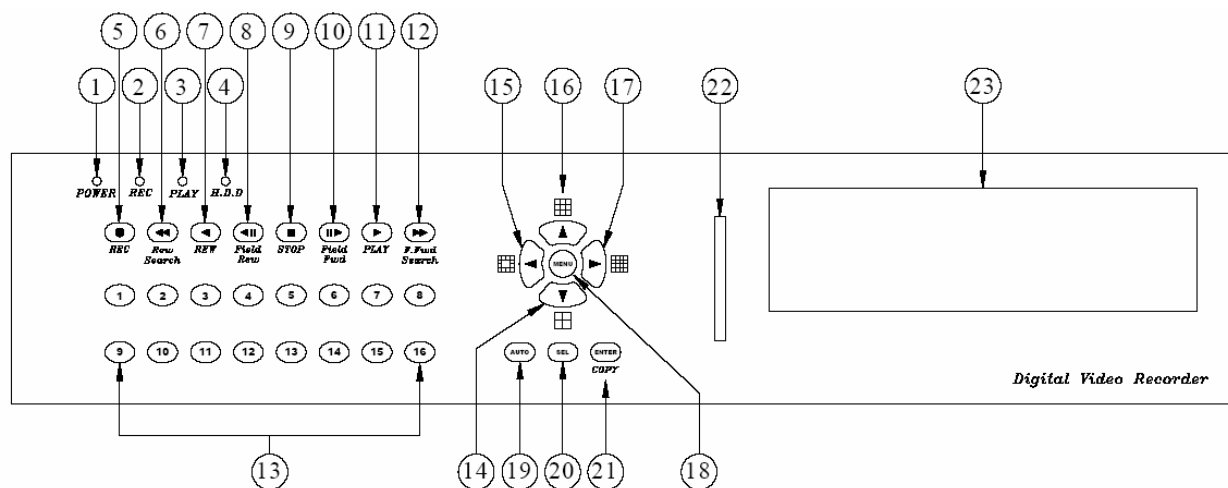 5 6 7 8 9 10 11 12
1 2 3 4 15 16 17 22 23
POWER REC PLAY H.D.D
REC Rew Search REW Field Rew STOP Field Fwd PLAY F.Fwd Search
MENU
1 2 3 4 5 6 7 8
9 10 11 12 13 14 15 16
AUTO SEL ENTER
COPY
Digital Video Recorder
13 14 19 20 21 18